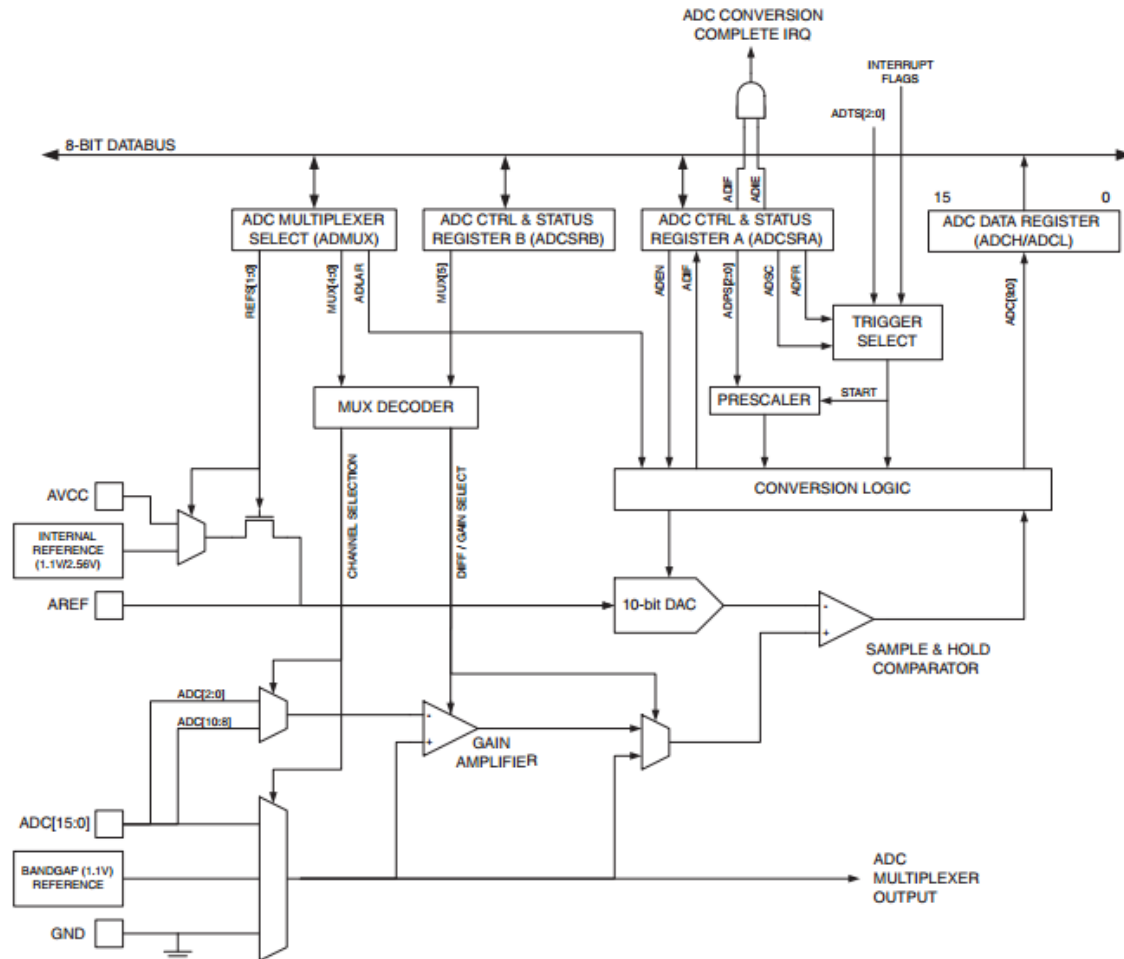 ADC CONVERSION
COMPLETE IRQ
INTERRUPT
FLAGS
ADTS[2:0]
8-BIT DATABUS
ADIF
ADIE
15
0
ADC MULTIPLEXER
SELECT (ADMUX)
ADC CTRL & STATUS
REGISTER B (ADCSRB)
ADC CTRL & STATUS
REGISTER A (ADCSRA)
ADC DATA REGISTER
(ADCH/ADCL)
REFS[1:0]
MUX[4:0]
ADLAR
MUX[5]
ADEN
ADIF
ADPS[2:0]
ADSC
ADFR
ADC[9:0]
TRIGGER
SELECT
MUX DECODER
PRESCALER
START
CONVERSION LOGIC
AVCC
INTERNAL
REFERENCE
(1.1V/2.56V)
AREF
CHANNEL SELECTION
DIFF / GAIN SELECT
10-bit DAC
-
+
SAMPLE & HOLD
COMPARATOR
ADC[2:0]
ADC[10:8]
-
+
GAIN
AMPLIFIER
ADC[15:0]
BANDGAP (1.1V)
REFERENCE
GND
ADC
MULTIPLEXER
OUTPUT